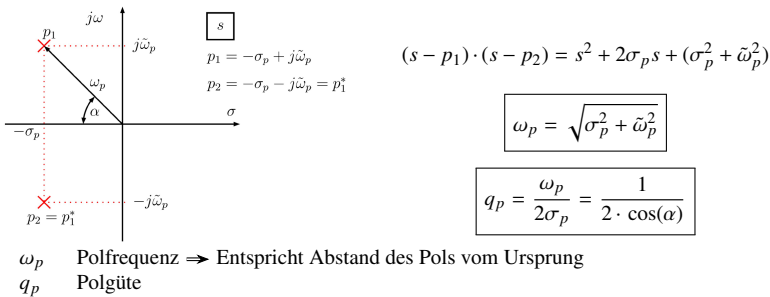 jω
s
p₁
jω̃ₚ
p₁ = −σₚ + jω̃ₚ
p₂ = −σₚ − jω̃ₚ = p₁*
ωₚ
α
σ
−σₚ
−jω̃ₚ
p₂ = p₁*
(s − p₁)·(s − p₂) = s² + 2σₚs + (σₚ² + ω̃ₚ²)
ωₚ = √(σₚ² + ω̃ₚ²)
qₚ = ωₚ / 2σₚ = 1 / 2 · cos(α)
ωₚ Polfrequenz ⇒ Entspricht Abstand des Pols vom Ursprung
qₚ Polgüte